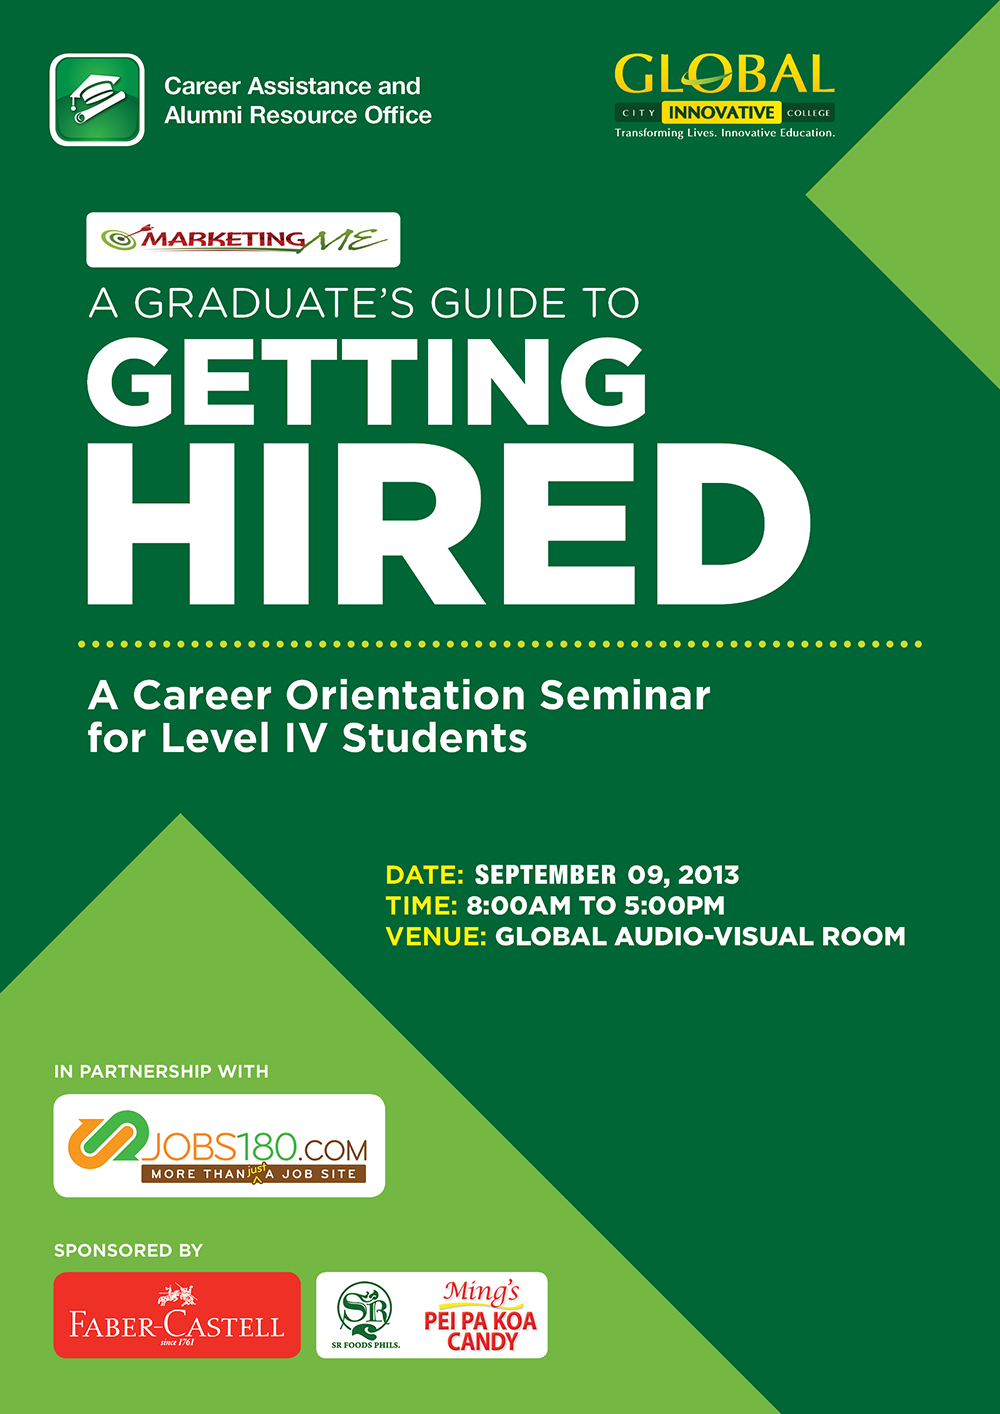 Career Assistance and
Alumni Resource Office
GLOBAL
CITY INNOVATIVE COLLEGE
Transforming Lives. Innovative Education.
MARKETING ME
A GRADUATE'S GUIDE TO
GETTING
HIRED
A Career Orientation Seminar
for Level IV Students
DATE: SEPTEMBER 09, 2013
TIME: 8:00AM TO 5:00PM
VENUE: GLOBAL AUDIO-VISUAL ROOM
IN PARTNERSHIP WITH
JOBS180.COM
MORE THAN just A JOB SITE
SPONSORED BY
FABER-CASTELL
since 1761
SR
SR FOODS PHILS.
Ming's
PEI PA KOA
CANDY